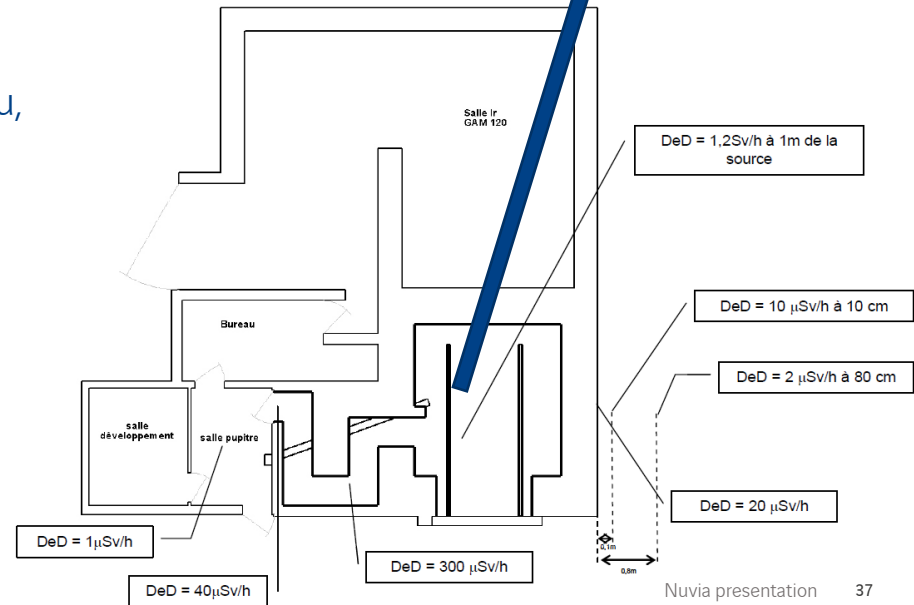 u,
Salle Ir
GAM 120
DeD = 1,2Sv/h à 1m de la
source
DeD = 10 μSv/h à 10 cm
Bureau
DeD = 2 μSv/h à 80 cm
salle
développement
salle pupitre
DeD = 20 μSv/h
DeD = 1μSv/h
0,1m
DeD = 300 μSv/h
0,8m
DeD = 40μSv/h
Nuvia presentation 37